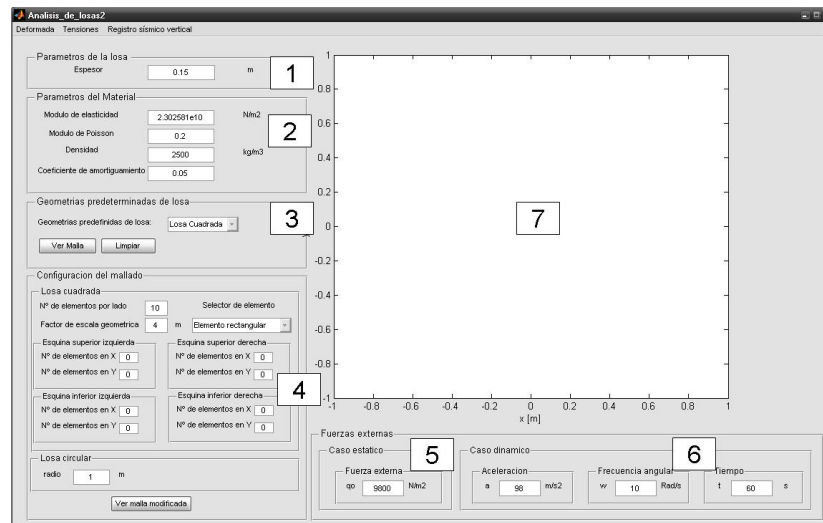 Analisis_de_losas2
Deformada Tensiones Registro sísmico vertical
Parametros de la losa
Espesor 0.15 m
1
Parametros del Material
Modulo de elasticidad 2.302581e10 N/m2
Modulo de Poisson 0.2
Densidad 2500 kg/m3
Coeficiente de amortiguamiento 0.05
2
Geometrias predeterminadas de losa
Geometrias predefinidas de losa: Losa Cuadrada
Ver Malla Limpiar
3
Configuracion del mallado
Losa cuadrada
Nº de elementos por lado 10 Selector de elemento
Factor de escala geometrica 4 m Elemento rectangular
Esquina superior izquierda
Nº de elementos en X 0
Nº de elementos en Y 0
Esquina superior derecha
Nº de elementos en X 0
Nº de elementos en Y 0
Esquina inferior izquierda
Nº de elementos en X 0
Nº de elementos en Y 0
Esquina inferior derecha
Nº de elementos en X 0
Nº de elementos en Y 0
4
Losa circular
radio 1 m
Ver malla modificada
1
0.8
0.6
0.4
0.2
0
-0.2
-0.4
-0.6
-0.8
-1
7
-1 -0.8 -0.6 -0.4 -0.2 0 0.2 0.4 0.6 0.8 1
x [m]
Fuerzas externas
Caso estatico
5
Fuerza externa
qo 9800 N/m2
Caso dinamico
6
Aceleracion
a 98 m/s2
Frecuencia angular
w 10 Rad/s
Tiempo
t 60 s